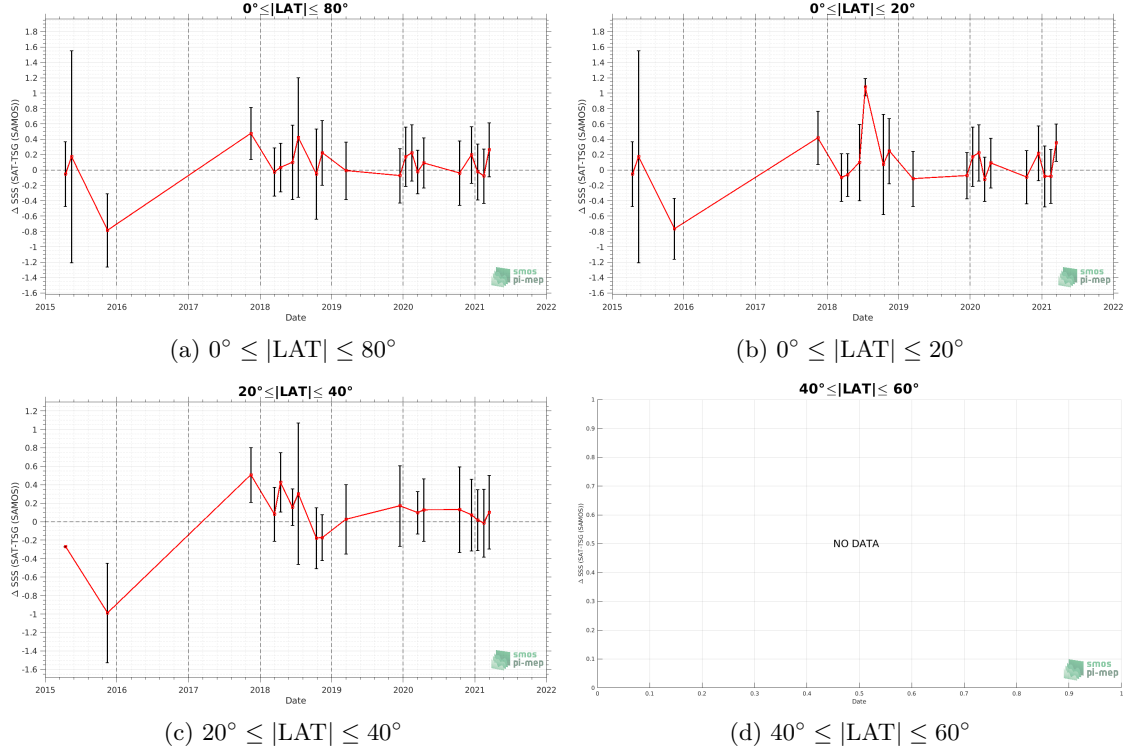 0°≤|LAT|≤ 80°
Δ SSS (SAT-TSG (SAMOS))
1.8
1.6
1.4
1.2
1
0.8
0.6
0.4
0.2
0
-0.2
-0.4
-0.6
-0.8
-1
-1.2
-1.4
-1.6
2015 2016 2017 2018 2019 2020 2021 2022
Date
smos
pi-mep
(a) 0° ≤ |LAT| ≤ 80°
0°≤|LAT|≤ 20°
Δ SSS (SAT-TSG (SAMOS))
1.8
1.6
1.4
1.2
1
0.8
0.6
0.4
0.2
0
-0.2
-0.4
-0.6
-0.8
-1
-1.2
-1.4
-1.6
2015 2016 2017 2018 2019 2020 2021 2022
Date
smos
pi-mep
(b) 0° ≤ |LAT| ≤ 20°
20°≤|LAT|≤ 40°
Δ SSS (SAT-TSG (SAMOS))
1.2
1
0.8
0.6
0.4
0.2
0
-0.2
-0.4
-0.6
-0.8
-1
-1.2
-1.4
-1.6
2015 2016 2017 2018 2019 2020 2021 2022
Date
smos
pi-mep
(c) 20° ≤ |LAT| ≤ 40°
40°≤|LAT|≤ 60°
Δ SSS (SAT-TSG (SAMOS))
1
0.9
0.8
0.7
0.6
0.5
0.4
0.3
0.2
0.1
0
NO DATA
0 0.1 0.2 0.3 0.4 0.5 0.6 0.7 0.8 0.9 1
Date
smos
pi-mep
(d) 40° ≤ |LAT| ≤ 60°